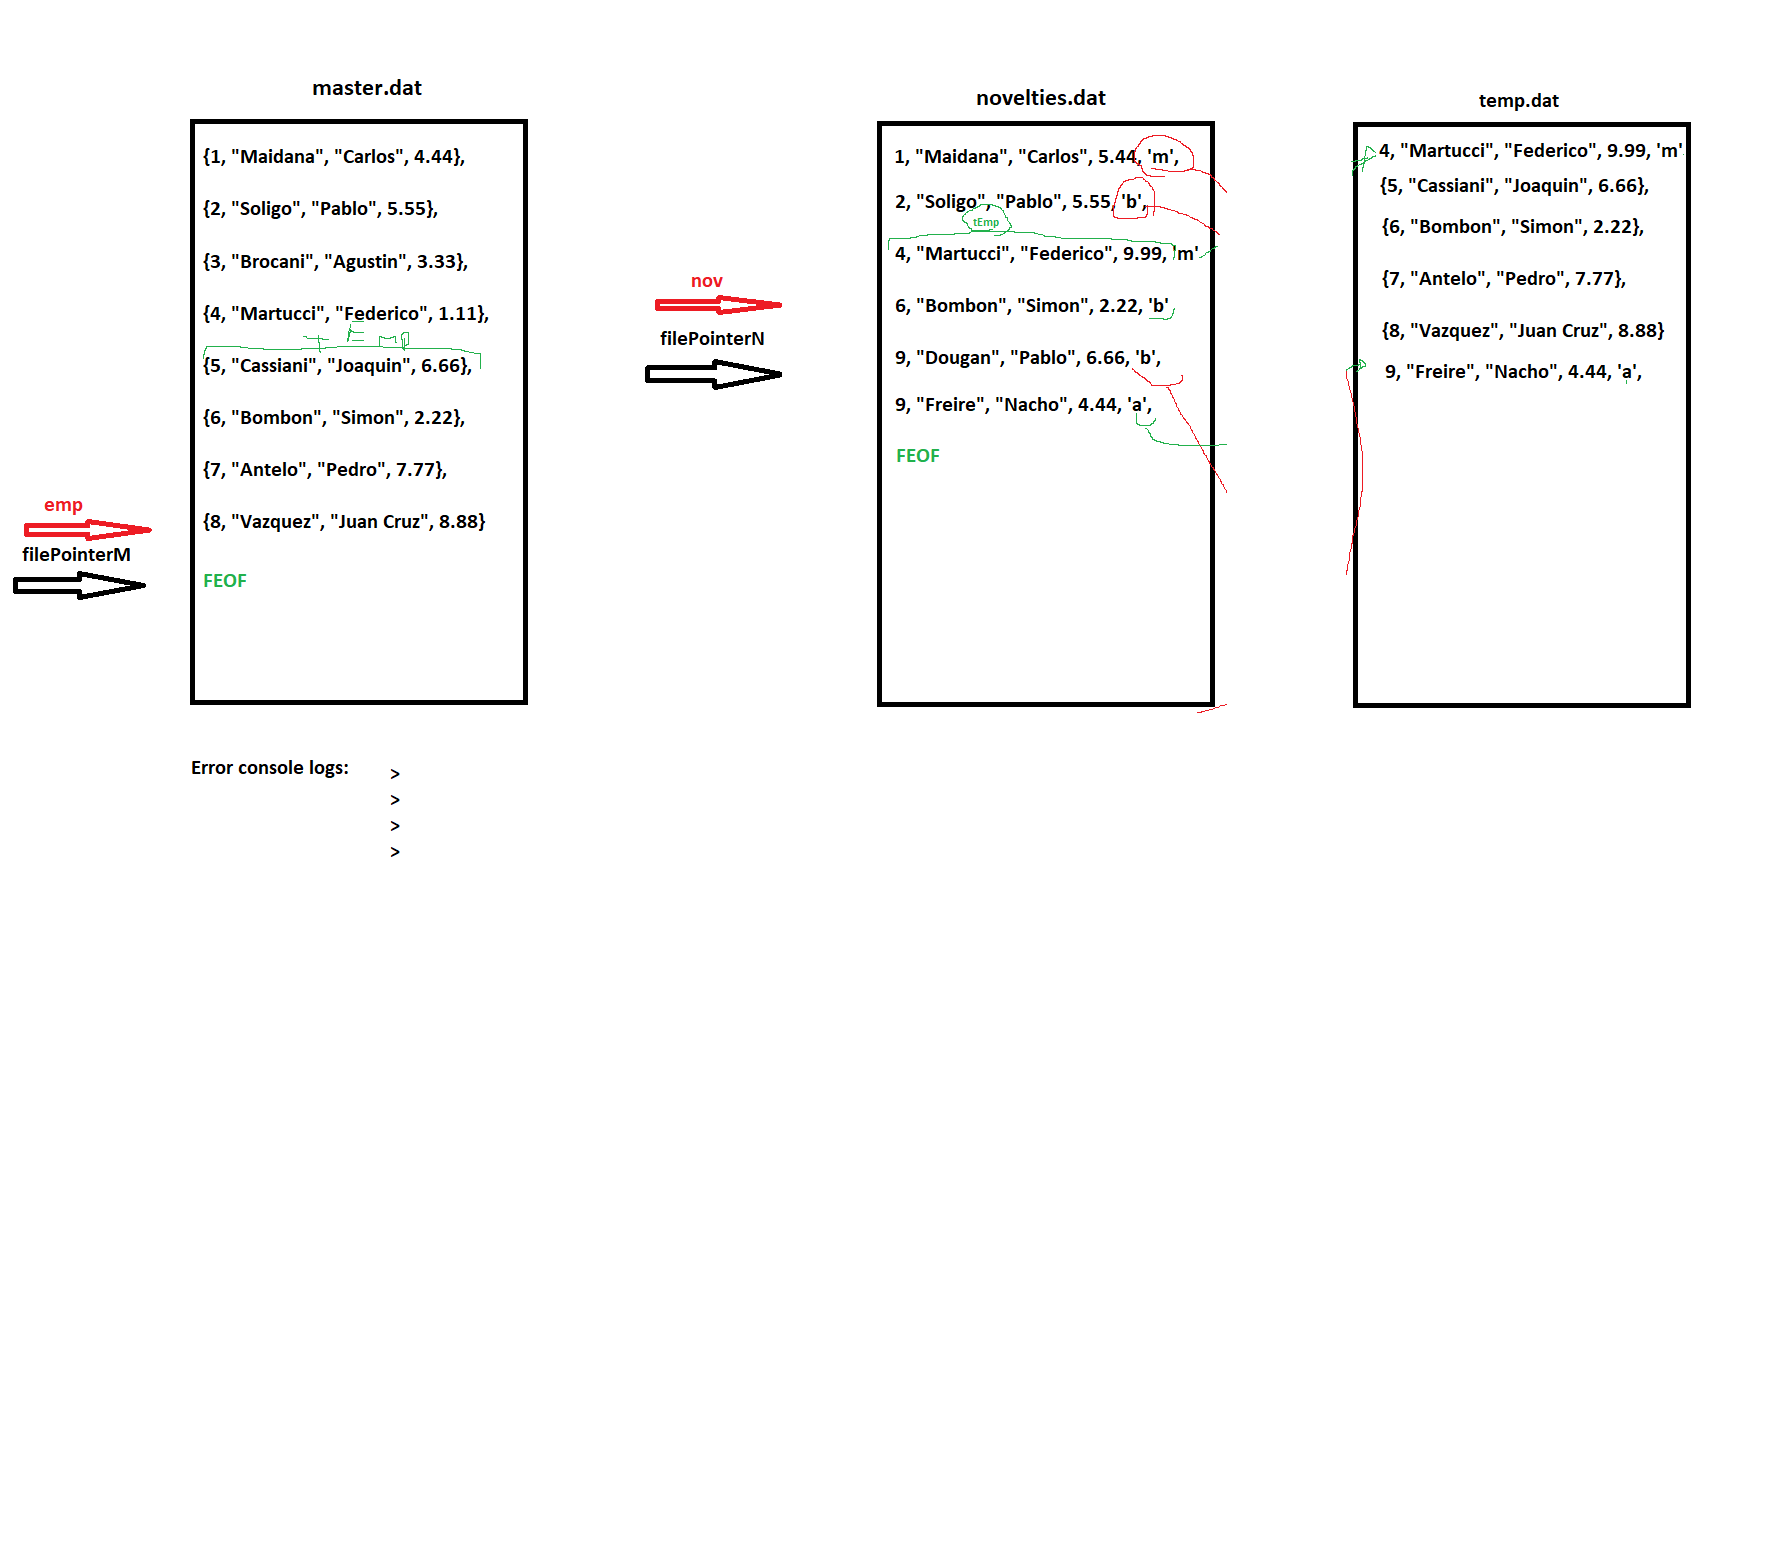 master.dat
{1, "Maidana", "Carlos", 4.44},
{2, "Soligo", "Pablo", 5.55},
{3, "Brocani", "Agustin", 3.33},
{4, "Martucci", "Federico", 1.11},
t Emp
{5, "Cassiani", "Joaquin", 6.66},
{6, "Bombon", "Simon", 2.22},
{7, "Antelo", "Pedro", 7.77},
{8, "Vazquez", "Juan Cruz", 8.88}
FEOF
emp
filePointerM
novelties.dat
1, "Maidana", "Carlos", 5.44, 'm',
2, "Soligo", "Pablo", 5.55, 'b',
tEmp
4, "Martucci", "Federico", 9.99, 'm'
6, "Bombon", "Simon", 2.22, 'b'
9, "Dougan", "Pablo", 6.66, 'b',
9, "Freire", "Nacho", 4.44, 'a',
FEOF
nov
filePointerN
temp.dat
4, "Martucci", "Federico", 9.99, 'm'
{5, "Cassiani", "Joaquin", 6.66},
{6, "Bombon", "Simon", 2.22},
{7, "Antelo", "Pedro", 7.77},
{8, "Vazquez", "Juan Cruz", 8.88}
9, "Freire", "Nacho", 4.44, 'a',
Error console logs: >
>
>
>